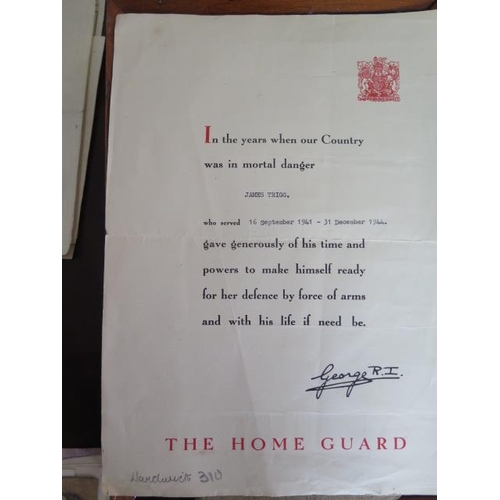 In the years when our Country
was in mortal danger
JAMES TRIGG.
who served 16 September 1941 - 31 December 1944.
gave generously of his time and
powers to make himself ready
for her defence by force of arms
and with his life if need be.
George R.I.
THE HOME GUARD
Hardwick 310